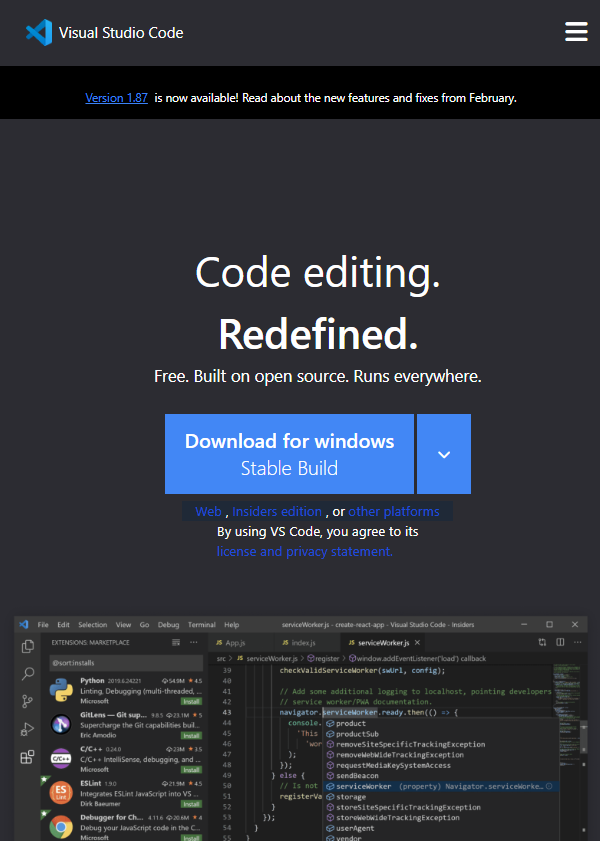 Visual Studio Code
Version 1.87 is now available! Read about the new features and fixes from February.
Code editing.
Redefined.
Free. Built on open source. Runs everywhere.
Download for windows
Stable Build
Web , Insiders edition , or other platforms
By using VS Code, you agree to its
license and privacy statement.
File Edit Selection View Go Debug Terminal Help serviceWorker.js - create-react-app - Visual Studio Code - Insiders
EXTENSIONS: MARKETPLACE
@sort:installs
Python 2019.6.24221 54.9M 4.5
Linting, Debugging (multi-threaded, ...
Microsoft Install
GitLens — Git sup... 9.8.5 23.1M 5
Supercharge the Git capabilities bui...
Eric Amodio Install
C/C++ 0.24.0 23M 3.5
C/C++ IntelliSense, debugging, and ...
Microsoft Install
ESLint 1.9.0 21.9M 4.5
Integrates ESLint JavaScript into VS ...
Dirk Baeumer Install
Debugger for Ch... 4.11.6 20.6M 4
Debug your JavaScript code in the C...
Microsoft Install
JS App.js JS index.js JS serviceWorker.js
src > JS serviceWorker.js > register > window.addEventListener('load') callback
39 checkValidServiceWorker(swUrl, config);
40
41 // Add some additional logging to localhost, pointing developers
42 // service worker/PWA documentation.
43 navigator.serviceWorker.ready.then(() => {
44 console.
45 'This
46 'wor
47 );
48 });
49 } else {
50 // Is not
51 registerVa
52 }
53 });
54 }
55 }
product
productSub
removeSiteSpecificTrackingException
removeWebWideTrackingException
requestMediaKeySystemAccess
sendBeacon
serviceWorker (property) Navigator.serviceWorke...
storage
storeSiteSpecificTrackingException
storeWebWideTrackingException
userAgent
vendor